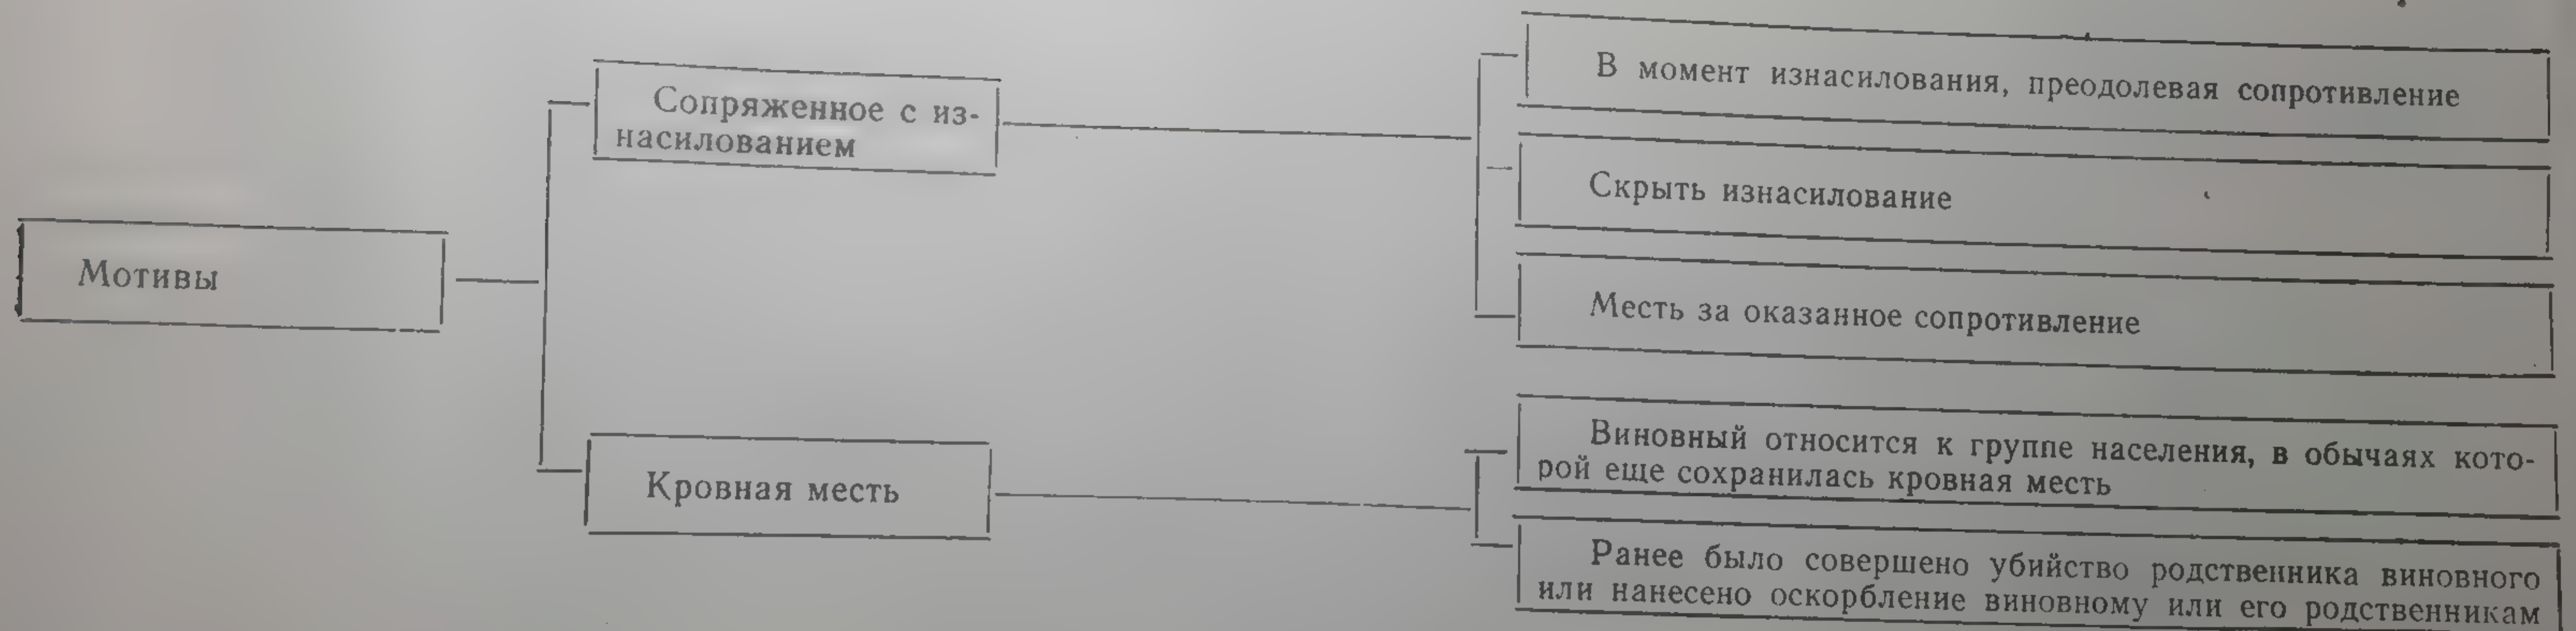 Мотивы
Сопряженное с из-
насилованием
В момент изнасилования, преодолевая сопротивление
Скрыть изнасилование
Месть за оказанное сопротивление
Кровная месть
Виновный относится к группе населения, в обычаях кото-
рой еще сохранилась кровная месть
Ранее было совершено убийство родственника виновного
или нанесено оскорбление виновному или его родственникам